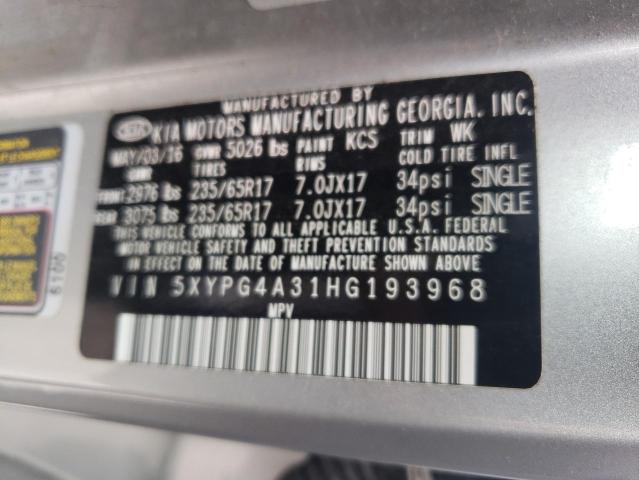 MANUFACTURED BY
KIA KIA MOTORS MANUFACTURING GEORGIA, INC.
MAY/03/16 GVWR 5026 lbs PAINT KCS TRIM WK
TIRES RIMS COLD TIRE INFL
FRONT 2976 lbs 235/65R17 7.0JX17 34psi SINGLE
REAR 3075 lbs 235/65R17 7.0JX17 34psi SINGLE
THIS VEHICLE CONFORMS TO ALL APPLICABLE U.S.A. FEDERAL
MOTOR VEHICLE SAFETY AND THEFT PREVENTION STANDARDS
IN EFFECT ON THE DATE OF MANUFACTURE SHOWN ABOVE
VIN 5XYPG4A31HG193968
MPV
6100